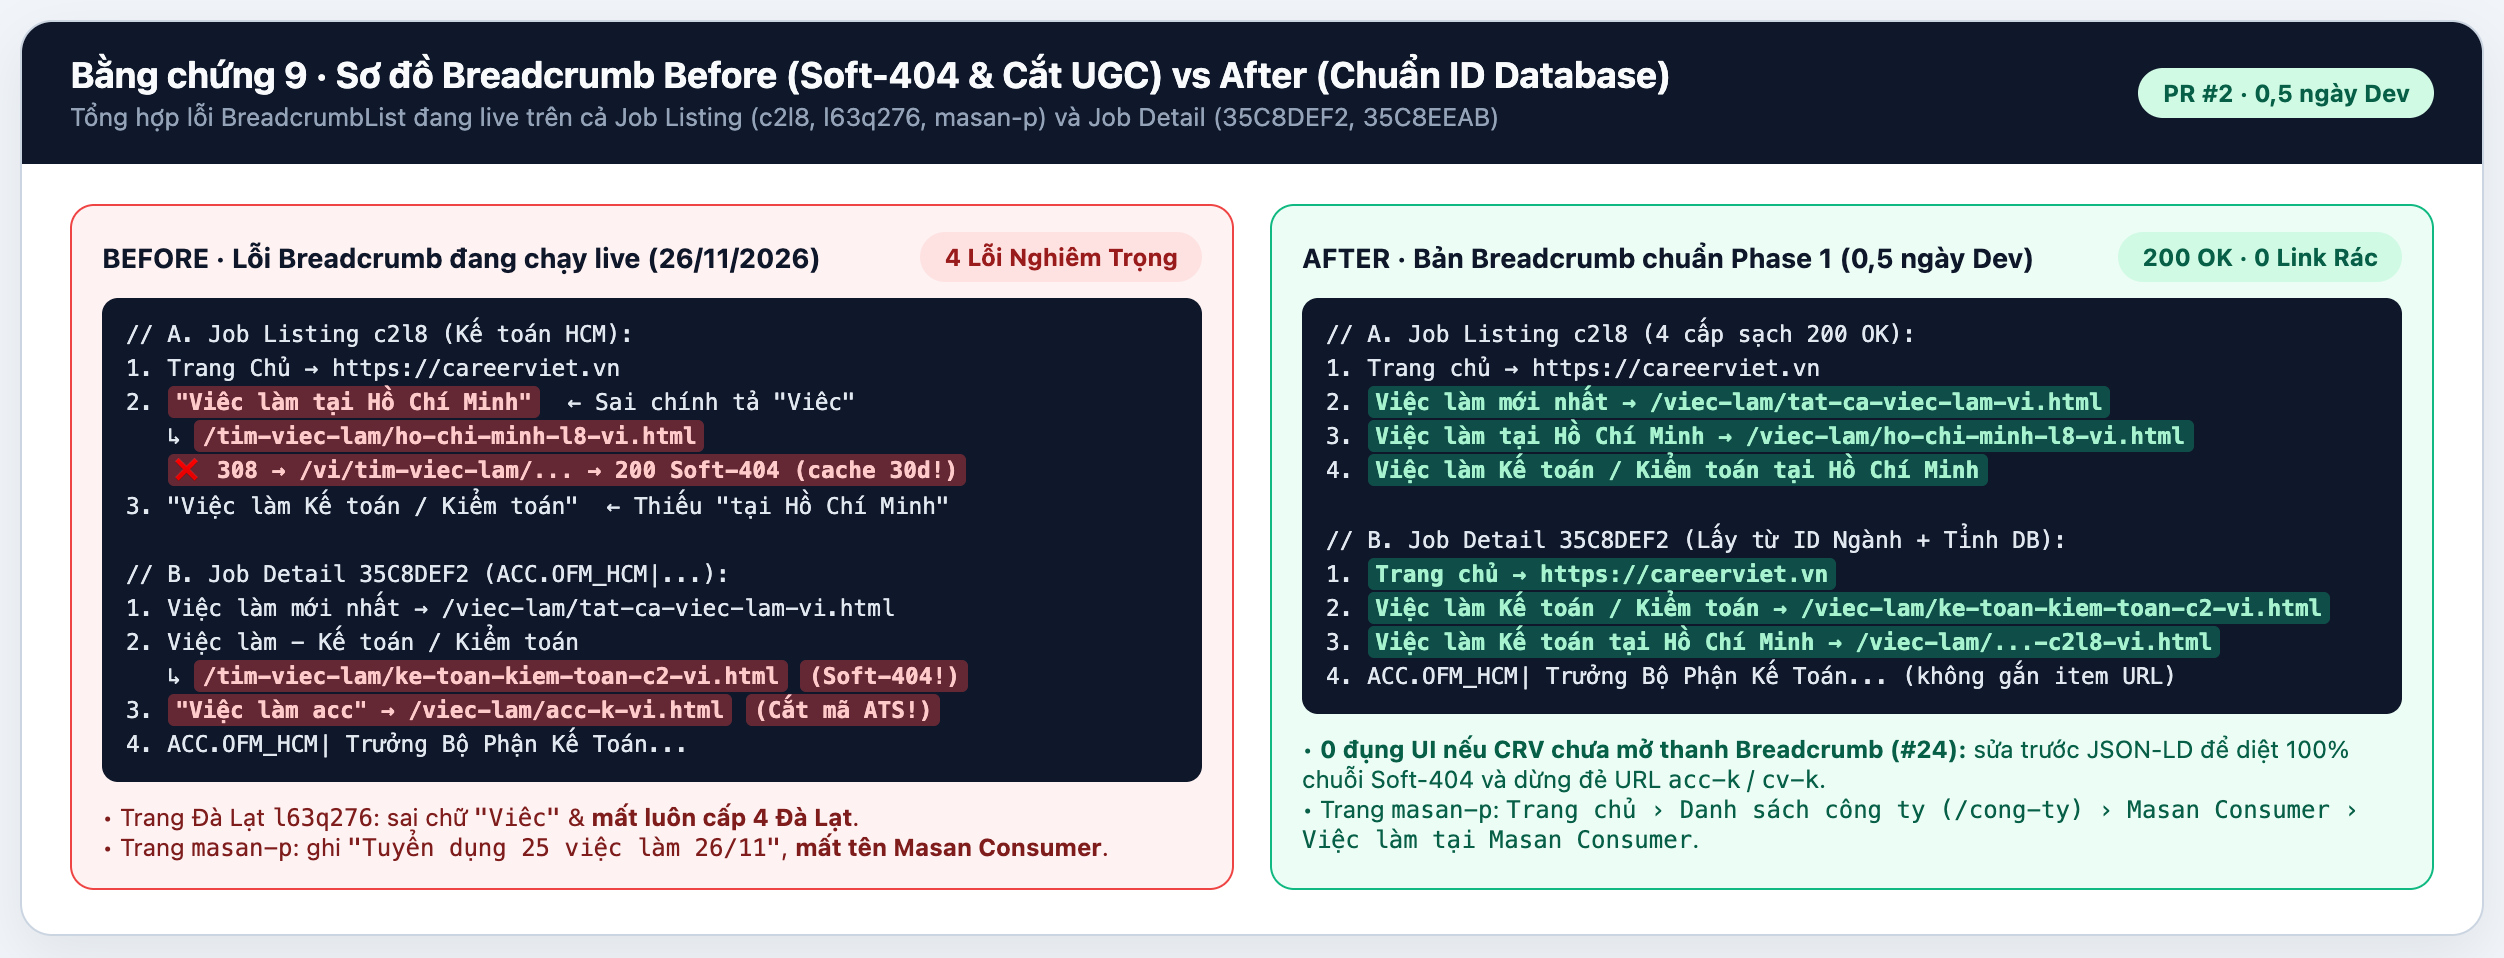 Bằng chứng 9 · Sơ đồ Breadcrumb Before (Soft-404 & Cắt UGC) vs After (Chuẩn ID Database)
Tổng hợp lỗi BreadcrumbList đang live trên cả Job Listing (c2l8, l63q276, masan-p) và Job Detail (35C8DEF2, 35C8EEAB)
PR #2 · 0,5 ngày Dev
BEFORE · Lỗi Breadcrumb đang chạy live (26/11/2026)
4 Lỗi Nghiêm Trọng
// A. Job Listing c2l8 (Kế toán HCM):
1. Trang Chủ → https://careerviet.vn
2. "Viêc làm tại Hồ Chí Minh" ← Sai chính tả "Viêc"
↳ /tim-viec-lam/ho-chi-minh-l8-vi.html
❌ 308 → /vi/tim-viec-lam/... → 200 Soft-404 (cache 30d!)
3. "Việc làm Kế toán / Kiểm toán" ← Thiếu "tại Hồ Chí Minh"
// B. Job Detail 35C8DEF2 (ACC.OFM_HCM|...):
1. Việc làm mới nhất → /viec-lam/tat-ca-viec-lam-vi.html
2. Việc làm - Kế toán / Kiểm toán
↳ /tim-viec-lam/ke-toan-kiem-toan-c2-vi.html (Soft-404!)
3. "Việc làm acc" → /viec-lam/acc-k-vi.html (Cắt mã ATS!)
4. ACC.OFM_HCM| Trưởng Bộ Phận Kế Toán...
• Trang Đà Lạt l63q276: sai chữ "Viêc" & mất luôn cấp 4 Đà Lạt.
• Trang masan-p: ghi "Tuyển dụng 25 việc làm 26/11", mất tên Masan Consumer.
AFTER · Bản Breadcrumb chuẩn Phase 1 (0,5 ngày Dev)
200 OK · 0 Link Rác
// A. Job Listing c2l8 (4 cấp sạch 200 OK):
1. Trang chủ → https://careerviet.vn
2. Việc làm mới nhất → /viec-lam/tat-ca-viec-lam-vi.html
3. Việc làm tại Hồ Chí Minh → /viec-lam/ho-chi-minh-l8-vi.html
4. Việc làm Kế toán / Kiểm toán tại Hồ Chí Minh
// B. Job Detail 35C8DEF2 (Lấy từ ID Ngành + Tỉnh DB):
1. Trang chủ → https://careerviet.vn
2. Việc làm Kế toán / Kiểm toán → /viec-lam/ke-toan-kiem-toan-c2-vi.html
3. Việc làm Kế toán tại Hồ Chí Minh → /viec-lam/...-c2l8-vi.html
4. ACC.OFM_HCM| Trưởng Bộ Phận Kế Toán... (không gắn item URL)
• 0 đụng UI nếu CRV chưa mở thanh Breadcrumb (#24): sửa trước JSON-LD để diệt 100%
chuỗi Soft-404 và dừng đẻ URL acc-k / cv-k.
• Trang masan-p: Trang chủ › Danh sách công ty (/cong-ty) › Masan Consumer ›
Việc làm tại Masan Consumer.